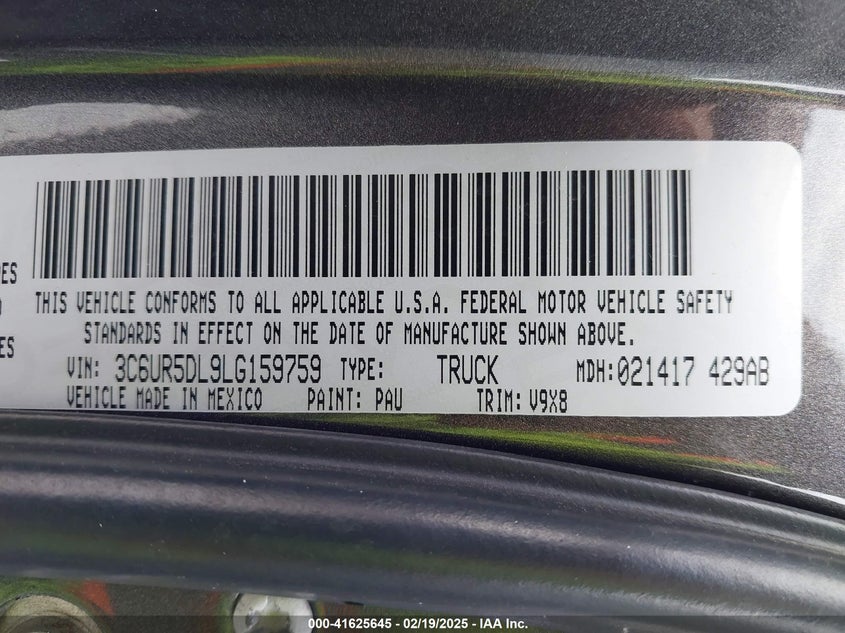 THIS VEHICLE CONFORMS TO ALL APPLICABLE U.S.A. FEDERAL MOTOR VEHICLE SAFETY
STANDARDS IN EFFECT ON THE DATE OF MANUFACTURE SHOWN ABOVE.
VIN: 3C6UR5DL9LG159759 TYPE: TRUCK MDH: 021417 429AB
VEHICLE MADE IN MEXICO PAINT: PAU TRIM: V9X8
000-41625645 - 02/19/2025 - IAA Inc.